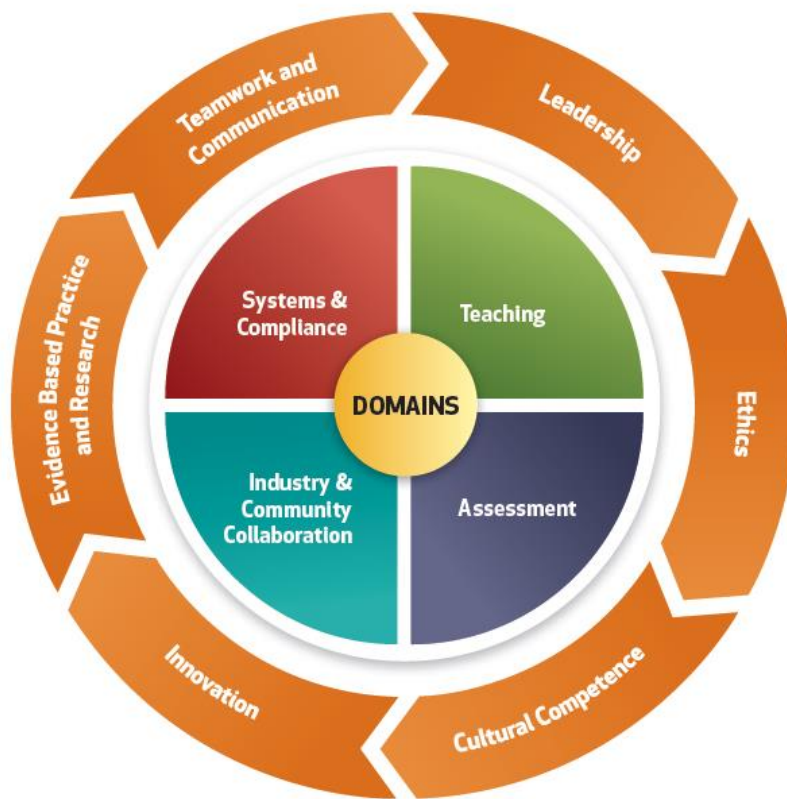 Teamwork and
Communication
Leadership
Ethics
Cultural Competence
Innovation
Evidence Based Practice
and Research
Systems &
Compliance
Teaching
DOMAINS
Industry &
Community
Collaboration
Assessment